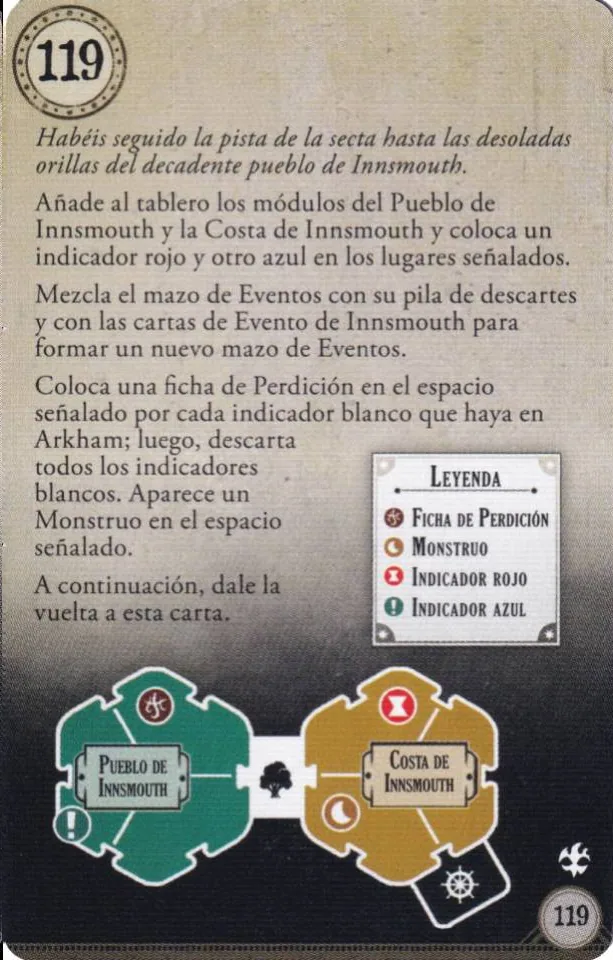 119
Habéis seguido la pista de la secta hasta las desoladas
orillas del decadente pueblo de Innsmouth.
Añade al tablero los módulos del Pueblo de
Innsmouth y la Costa de Innsmouth y coloca un
indicador rojo y otro azul en los lugares señalados.
Mezcla el mazo de Eventos con su pila de descartes
y con las cartas de Evento de Innsmouth para
formar un nuevo mazo de Eventos.
Coloca una ficha de Perdición en el espacio
señalado por cada indicador blanco que haya en
Arkham; luego, descarta
todos los indicadores
blancos. Aparece un
Monstruo en el espacio
señalado.
A continuación, dale la
vuelta a esta carta.
LEYENDA
FICHA DE PERDICIÓN
MONSTRUO
INDICADOR ROJO
INDICADOR AZUL
PUEBLO DE
INNSMOUTH
COSTA DE
INNSMOUTH
!
119